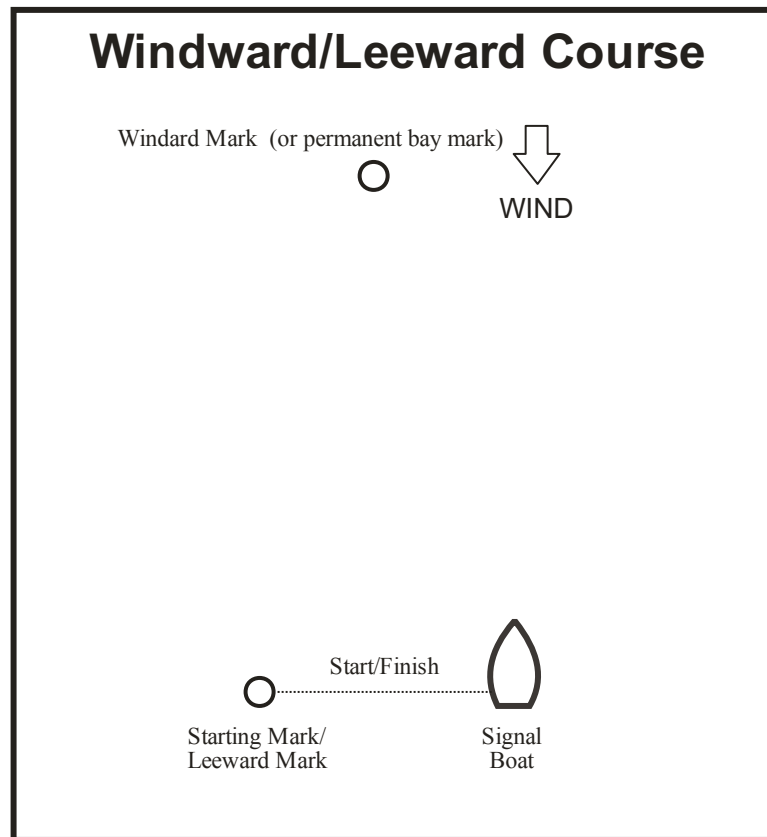 Windward/Leeward Course
Windard Mark (or permanent bay mark)
WIND
Start/Finish
Starting Mark/
Leeward Mark
Signal
Boat